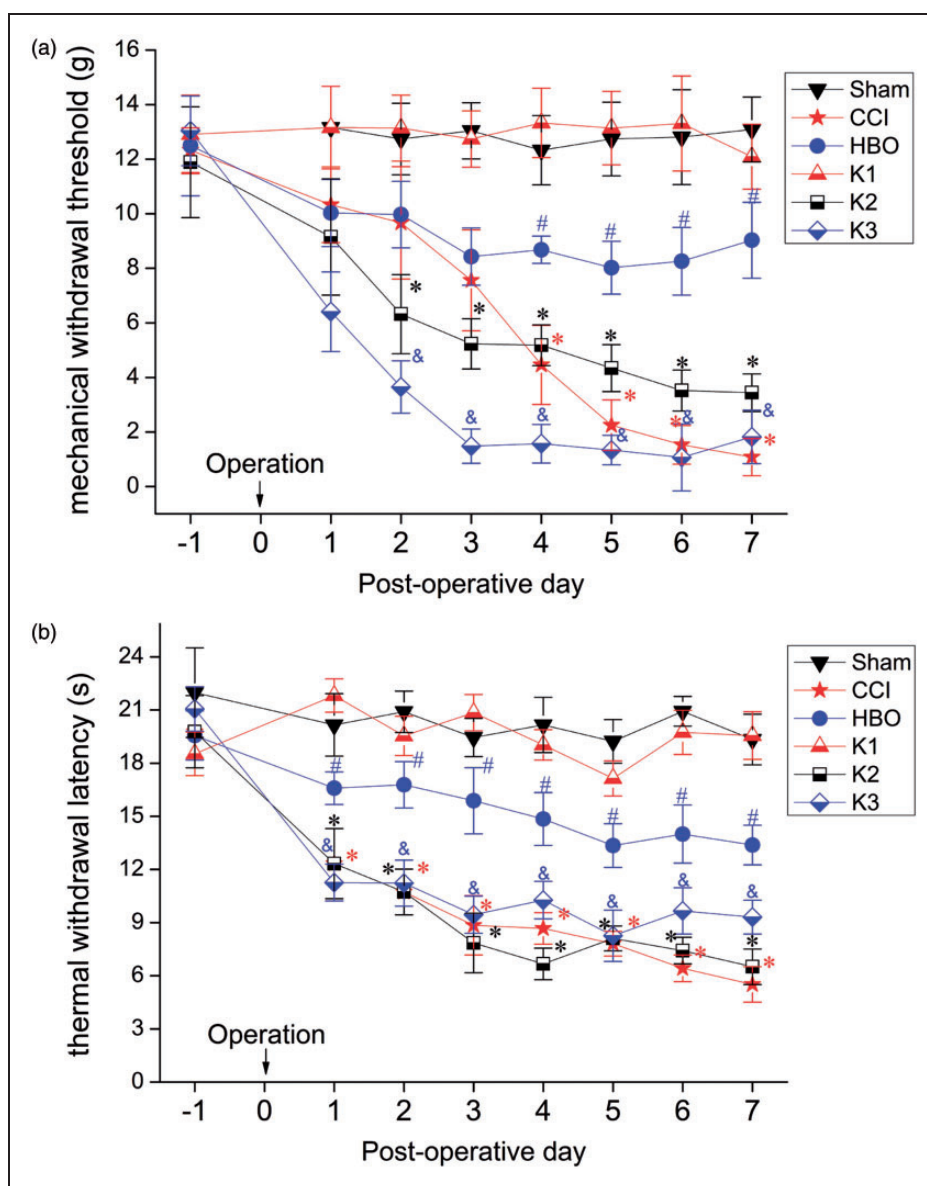 (a)
mechanical withdrawal threshold (g)
16
14
12
10
8
6
4
2
0
Sham
CCI
HBO
K1
K2
K3
# # # #
* * * * * *
* * * *
& & & & & &
Operation
-1 0 1 2 3 4 5 6 7
Post-operative day
(b)
thermal withdrawal latency (s)
24
21
18
15
12
9
6
3
0
Sham
CCI
HBO
K1
K2
K3
# # # # # # #
* * * * * * *
* * * * * * *
& & & & & & &
Operation
-1 0 1 2 3 4 5 6 7
Post-operative day